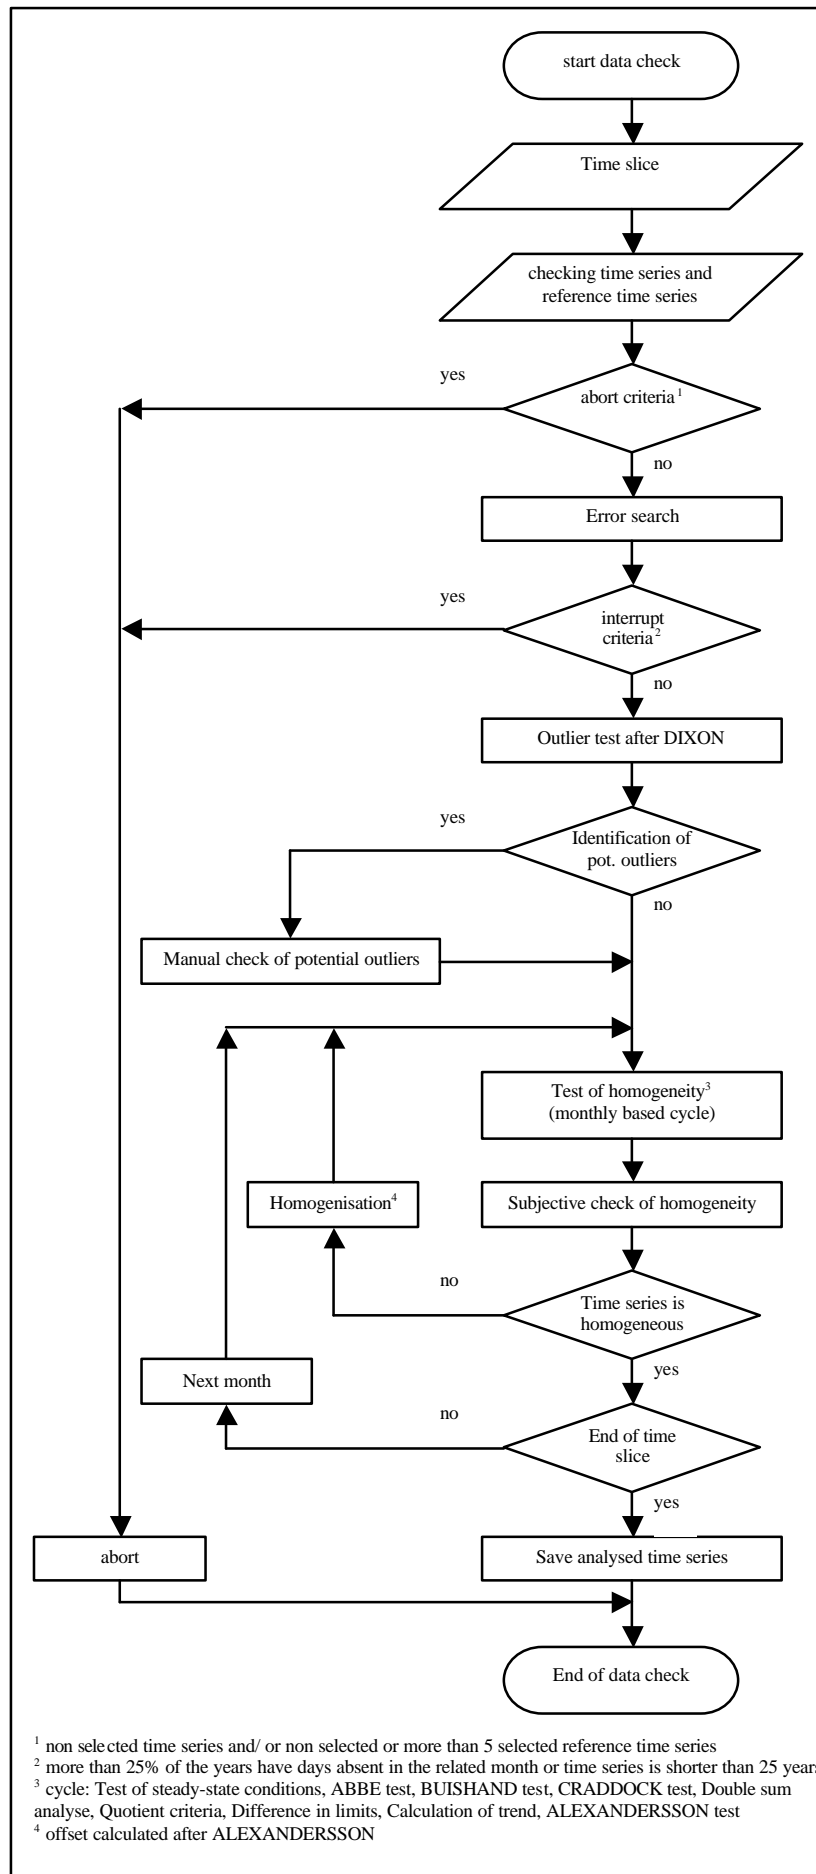 start data check
Time slice
checking time series and
reference time series
yes
abort criteria 1
no
Error search
yes
interrupt
criteria 2
no
Outlier test after DIXON
yes
Identification of
pot. outliers
no
Manual check of potential outliers
Test of homogeneity3
(monthly based cycle)
Homogenisation4
Subjective check of homogeneity
no
Time series is
homogeneous
Next month
yes
no
End of time
slice
yes
abort
Save analysed time series
End of data check
1 non selected time series and/ or non selected or more than 5 selected reference time series
2 more than 25% of the years have days absent in the related month or time series is shorter than 25 years
3 cycle: Test of steady-state conditions, ABBE test, BUISHAND test, CRADDOCK test, Double sum
analyse, Quotient criteria, Difference in limits, Calculation of trend, ALEXANDERSSON test
4 offset calculated after ALEXANDERSSON